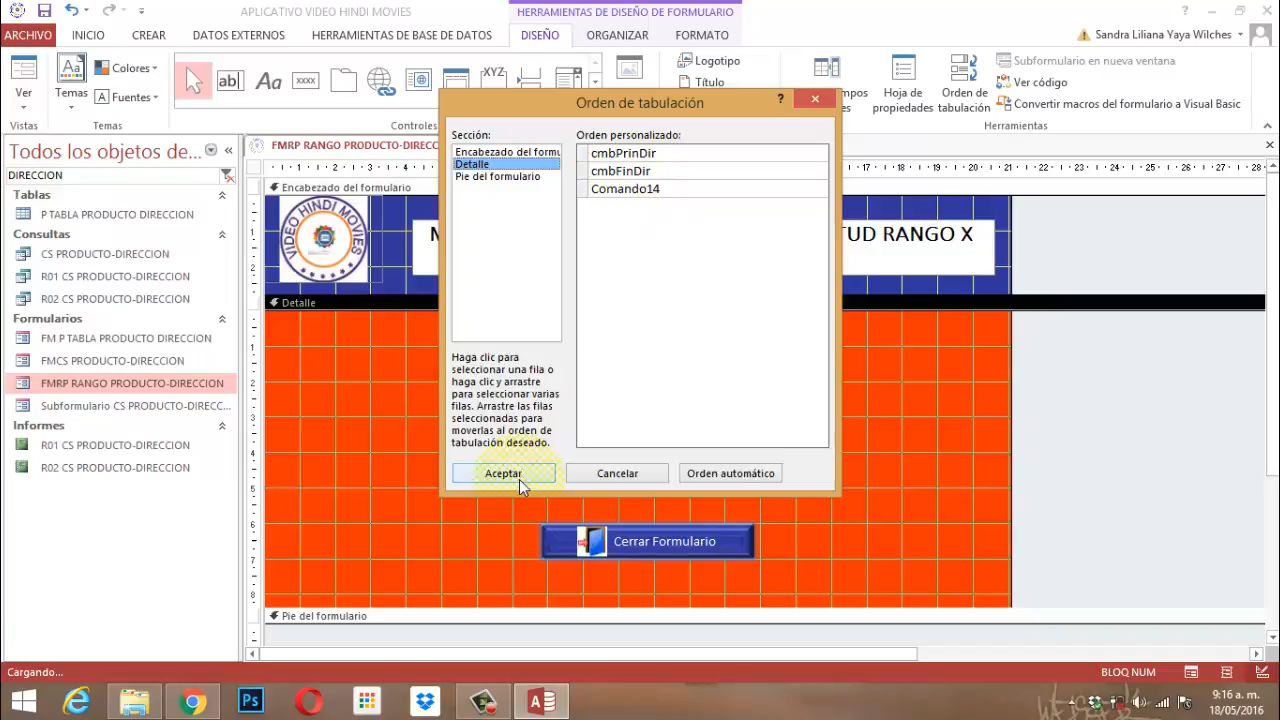 APLICATIVO VIDEO HINDI MOVIES
HERRAMIENTAS DE DISEÑO DE FORMULARIO
ARCHIVO
INICIO
CREAR
DATOS EXTERNOS
HERRAMIENTAS DE BASE DE DATOS
DISEÑO
ORGANIZAR
FORMATO
Sandra Liliana Yaya Wilches
Ver
Temas
Colores
Fuentes
Vistas
Temas
ab|
Aa
xxxx
XYZ
Controles
Logotipo
Título
Hoja de propiedades
Orden de tabulación
Subformulario en nueva ventana
Ver código
Convertir macros del formulario a Visual Basic
Herramientas
Todos los objetos de...
DIRECCION
Tablas
P TABLA PRODUCTO DIRECCION
Consultas
CS PRODUCTO-DIRECCION
R01 CS PRODUCTO-DIRECCION
R02 CS PRODUCTO-DIRECCION
Formularios
FM P TABLA PRODUCTO DIRECCION
FMCS PRODUCTO-DIRECCION
FMRP RANGO PRODUCTO-DIRECCION
Subformulario CS PRODUCTO-DIRECC...
Informes
R01 CS PRODUCTO-DIRECCION
R02 CS PRODUCTO-DIRECCION
FMRP RANGO PRODUCTO-DIRECC
Encabezado del formulario
VIDEO HINDI MOVIES
TUD RANGO X
Detalle
Orden de tabulación
Sección:
Encabezado del formu
Detalle
Pie del formulario
Orden personalizado:
cmbPrinDir
cmbFinDir
Comando14
Haga clic para
seleccionar una fila o
haga clic y arrastre
para seleccionar varias
filas. Arrastre las filas
seleccionadas para
moverlas al orden de
tabulación deseado.
Aceptar
Cancelar
Orden automático
Cerrar Formulario
Pie del formulario
Cargando...
BLOQ NUM
9:16 a. m.
18/05/2016